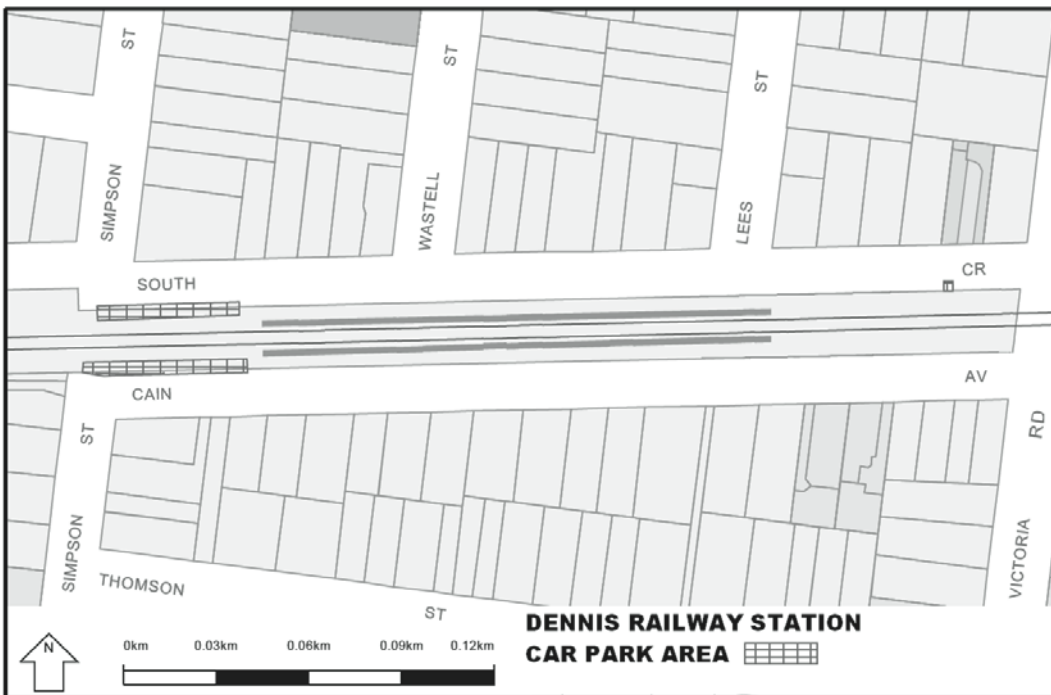 ST
ST
ST
SIMPSON
WASTELL
LEES
SOUTH
CR
CAIN
AV
ST
RD
SIMPSON
VICTORIA
THOMSON
ST
N
0km 0.03km 0.06km 0.09km 0.12km
DENNIS RAILWAY STATION
CAR PARK AREA